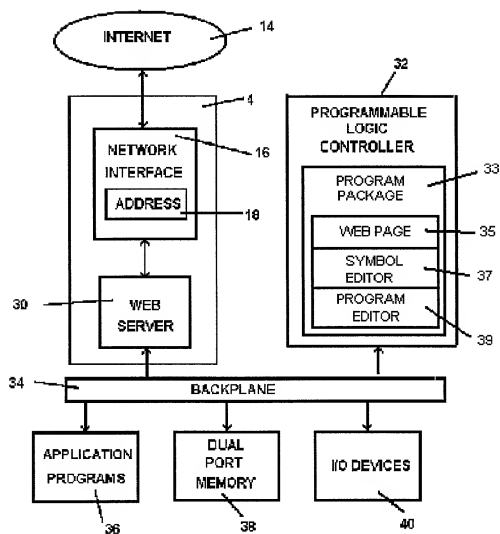 INTERNET
14
4
NETWORK
INTERFACE
16
ADDRESS
18
30
WEB
SERVER
32
PROGRAMMABLE
LOGIC
CONTROLLER
33
PROGRAM
PACKAGE
WEB PAGE
35
SYMBOL
EDITOR
37
PROGRAM
EDITOR
39
34
BACKPLANE
APPLICATION
PROGRAMS
36
DUAL
PORT
MEMORY
38
I/O DEVICES
40